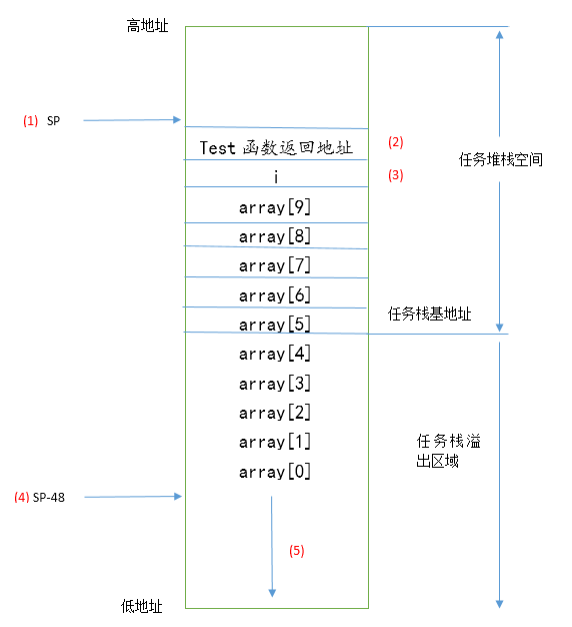 高地址
(1) SP
Test 函数返回地址
(2)
i
(3)
任务堆栈空间
array[9]
array[8]
array[7]
array[6]
任务栈基地址
array[5]
array[4]
array[3]
array[2]
array[1]
array[0]
任务栈溢
出区域
(4) SP-48
(5)
低地址